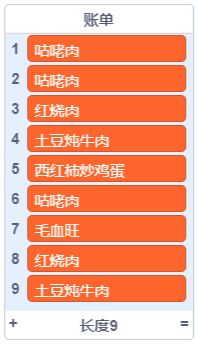 账单
1 咕咾肉
2 咕咾肉
3 红烧肉
4 土豆炖牛肉
5 西红柿炒鸡蛋
6 咕咾肉
7 毛血旺
8 红烧肉
9 土豆炖牛肉
+ 长度9 =